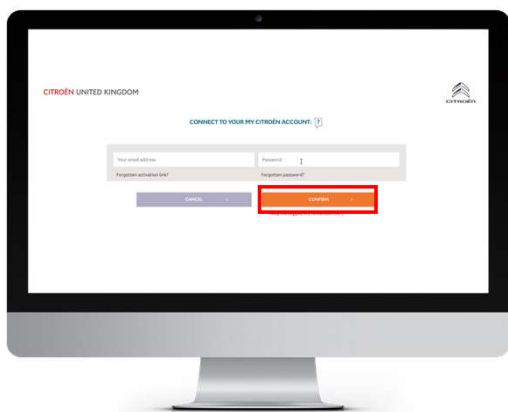 CITROËN UNITED KINGDOM
CITROËN
CONNECT TO YOUR MY CITROËN ACCOUNT: ?
Your email address
Password
Forgotten activation link?
Forgotten password?
CANCEL ›
CONFIRM ›